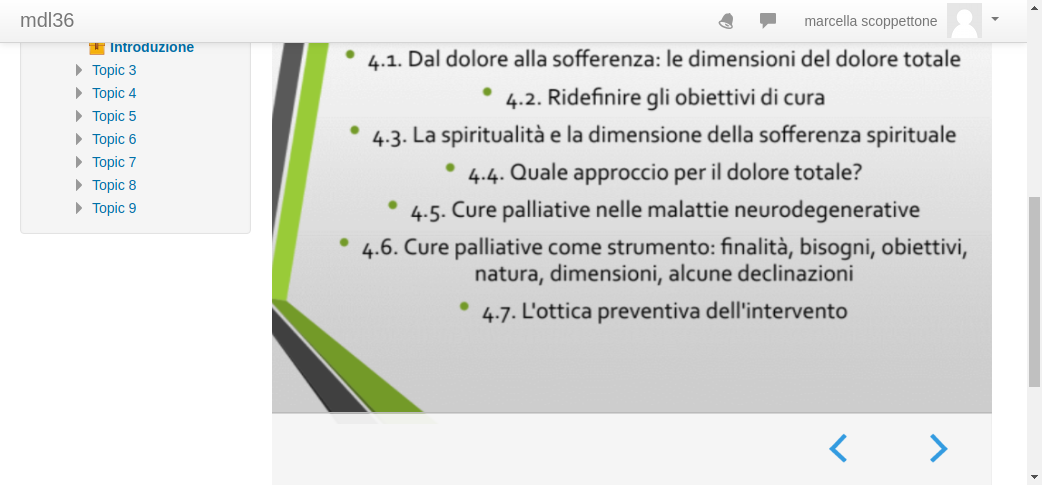 mdl36
marcella scoppettone
Introduzione
Topic 3
Topic 4
Topic 5
Topic 6
Topic 7
Topic 8
Topic 9
• 4.1. Dal dolore alla sofferenza: le dimensioni del dolore totale
• 4.2. Ridefinire gli obiettivi di cura
• 4.3. La spiritualità e la dimensione della sofferenza spirituale
• 4.4. Quale approccio per il dolore totale?
• 4.5. Cure palliative nelle malattie neurodegenerative
• 4.6. Cure palliative come strumento: finalità, bisogni, obiettivi,
natura, dimensioni, alcune declinazioni
• 4.7. L'ottica preventiva dell'intervento